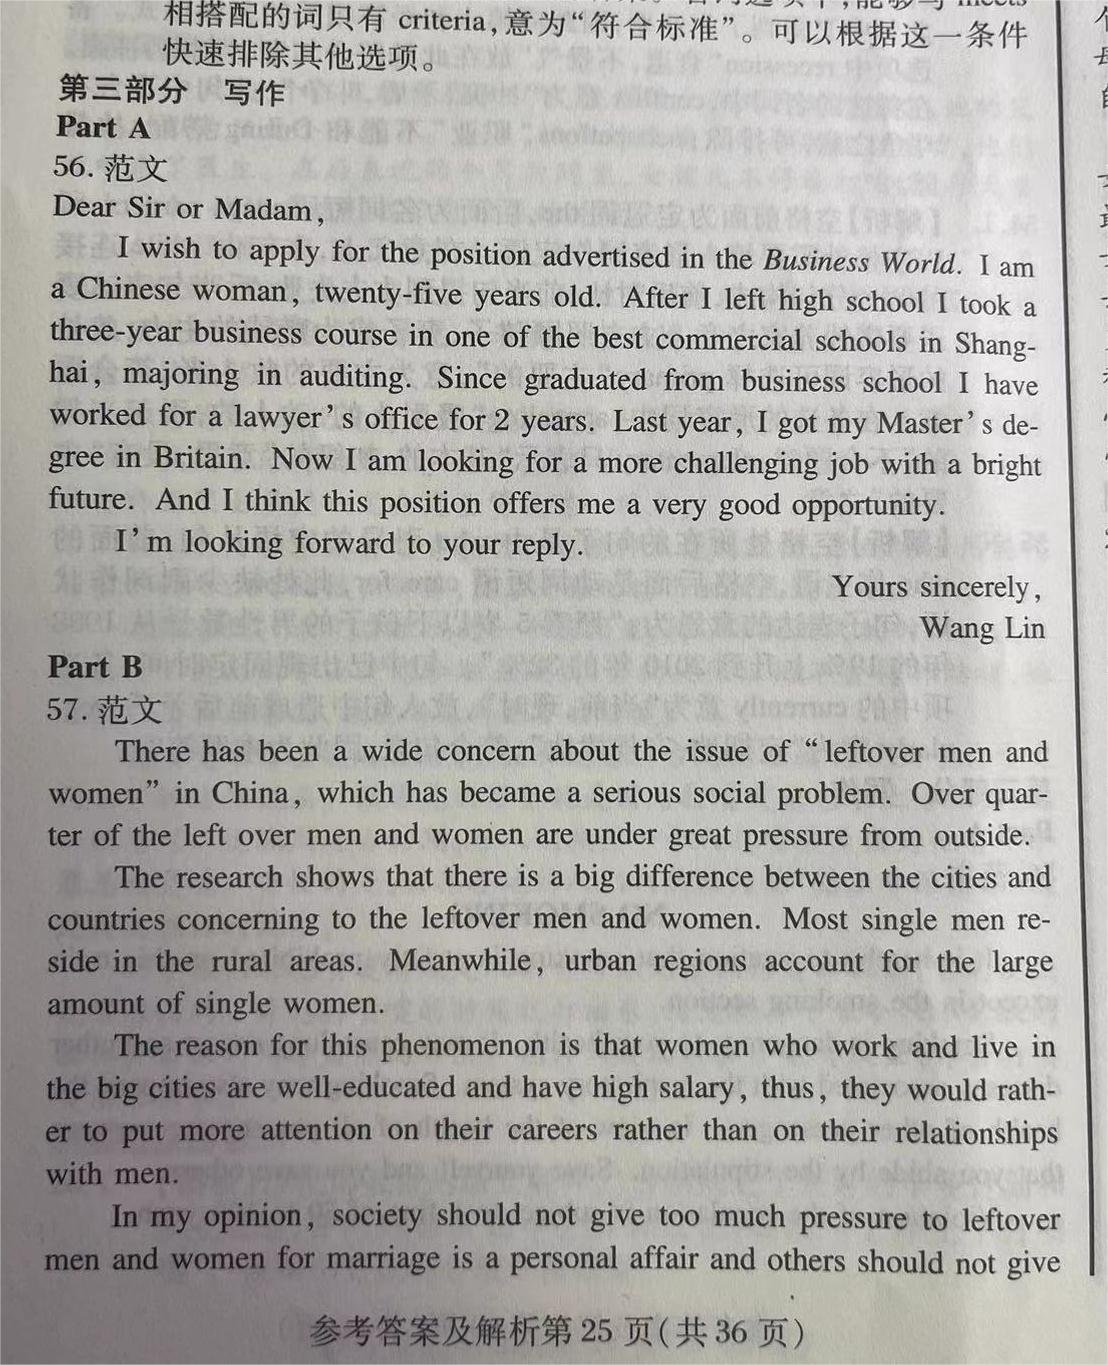 相搭配的词只有 criteria,意为“符合标准”。可以根据这一条件
快速排除其他选项。
第三部分 写作
Part A
56. 范文
Dear Sir or Madam,
I wish to apply for the position advertised in the Business World. I am
a Chinese woman, twenty-five years old. After I left high school I took a
three-year business course in one of the best commercial schools in Shang-
hai, majoring in auditing. Since graduated from business school I have
worked for a lawyer's office for 2 years. Last year, I got my Master's de-
gree in Britain. Now I am looking for a more challenging job with a bright
future. And I think this position offers me a very good opportunity.
I'm looking forward to your reply.
Yours sincerely,
Wang Lin
Part B
57. 范文
There has been a wide concern about the issue of “leftover men and
women” in China, which has became a serious social problem. Over quar-
ter of the left over men and women are under great pressure from outside.
The research shows that there is a big difference between the cities and
countries concerning to the leftover men and women. Most single men re-
side in the rural areas. Meanwhile, urban regions account for the large
amount of single women.
The reason for this phenomenon is that women who work and live in
the big cities are well-educated and have high salary, thus, they would rath-
er to put more attention on their careers rather than on their relationships
with men.
In my opinion, society should not give too much pressure to leftover
men and women for marriage is a personal affair and others should not give
参考答案及解析第 25 页(共 36 页)